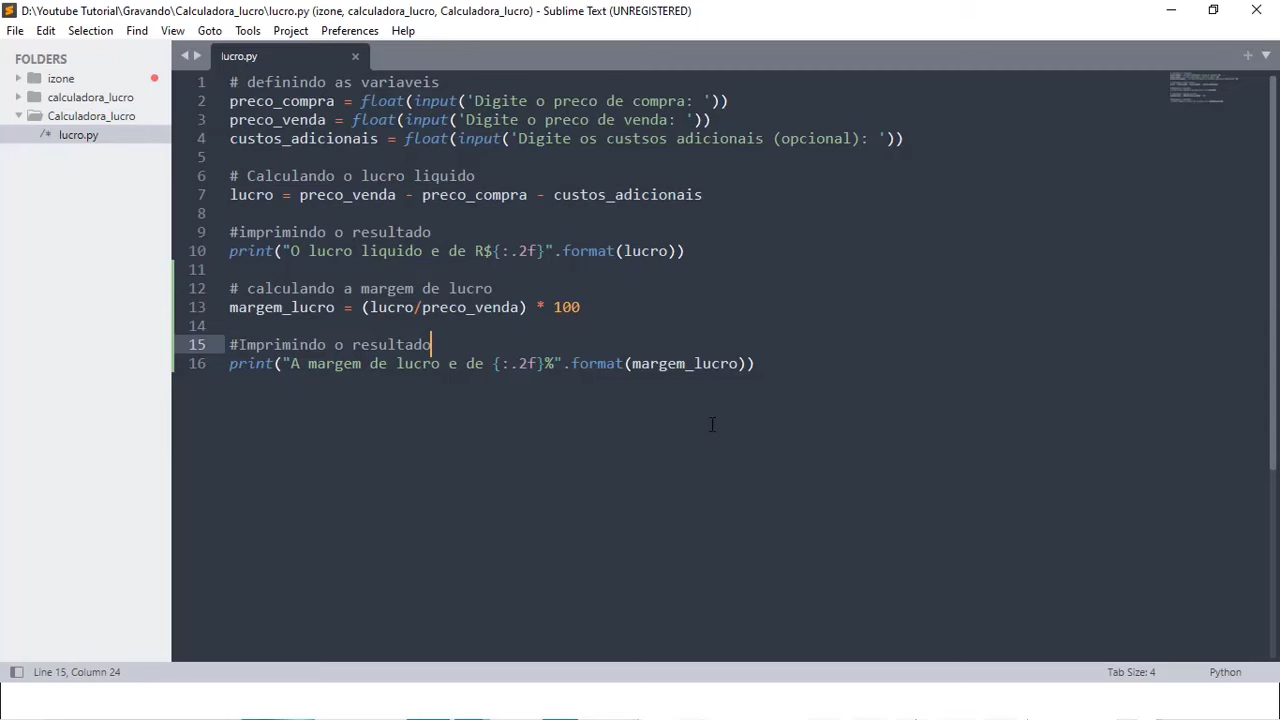 D:\Youtube Tutorial\Gravando\Calculadora_lucro\lucro.py (izone, calculadora_lucro, Calculadora_lucro) - Sublime Text (UNREGISTERED)
File Edit Selection Find View Goto Tools Project Preferences Help
FOLDERS
izone
calculadora_lucro
Calculadora_lucro
/* lucro.py
lucro.py
1 # definindo as variaveis
2 preco_compra = float(input('Digite o preco de compra: '))
3 preco_venda = float(input('Digite o preco de venda: '))
4 custos_adicionais = float(input('Digite os custsos adicionais (opcional): '))
5
6 # Calculando o lucro liquido
7 lucro = preco_venda - preco_compra - custos_adicionais
8
9 #imprimindo o resultado
10 print("O lucro liquido e de R${:.2f}".format(lucro))
11
12 # calculando a margem de lucro
13 margem_lucro = (lucro/preco_venda) * 100
14
15 #Imprimindo o resultado
16 print("A margem de lucro e de {:.2f}%".format(margem_lucro))
Line 15, Column 24 Tab Size: 4 Python